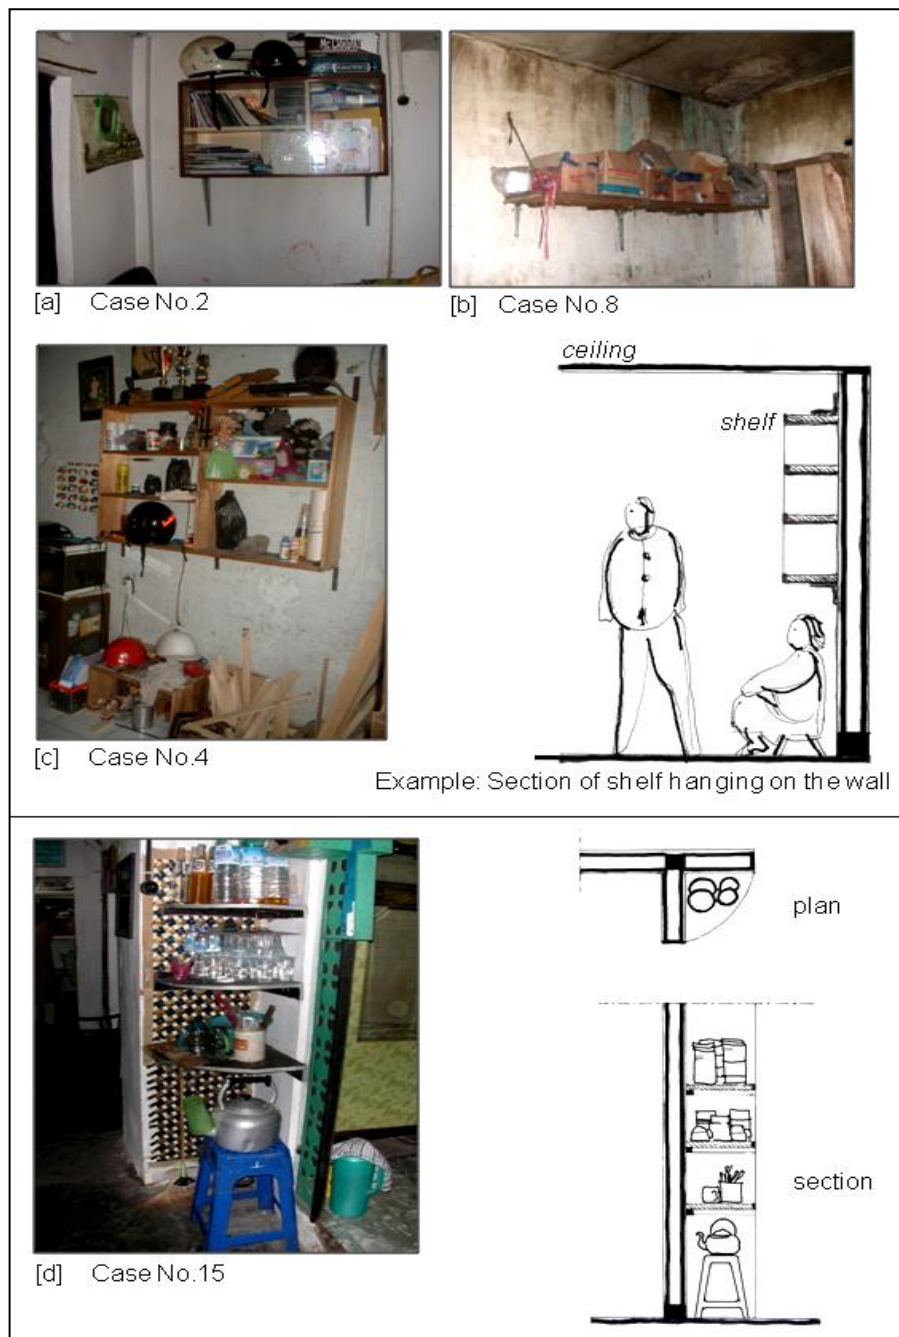 McCOOL
[a] Case No.2
[b] Case No.8
ceiling
shelf
[c] Case No.4
Example: Section of shelf hanging on the wall
plan
section
[d] Case No.15